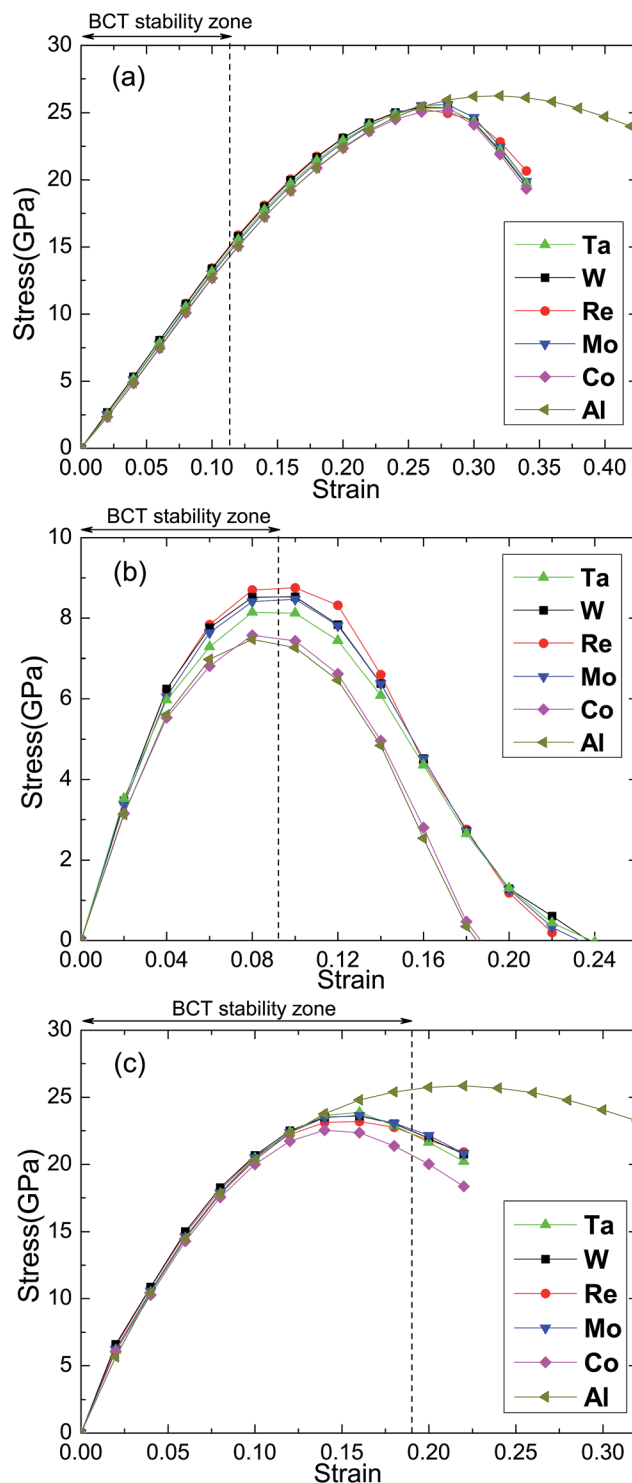 BCT stability zone
(a)
Stress(GPa)
30
25
20
15
10
5
0
Ta
W
Re
Mo
Co
Al
0.00 0.05 0.10 0.15 0.20 0.25 0.30 0.35 0.40
Strain
BCT stability zone
(b)
Stress(GPa)
10
8
6
4
2
0
Ta
W
Re
Mo
Co
Al
0.00 0.04 0.08 0.12 0.16 0.20 0.24
Strain
BCT stability zone
(c)
Stress(GPa)
30
25
20
15
10
5
0
Ta
W
Re
Mo
Co
Al
0.00 0.05 0.10 0.15 0.20 0.25 0.30
Strain